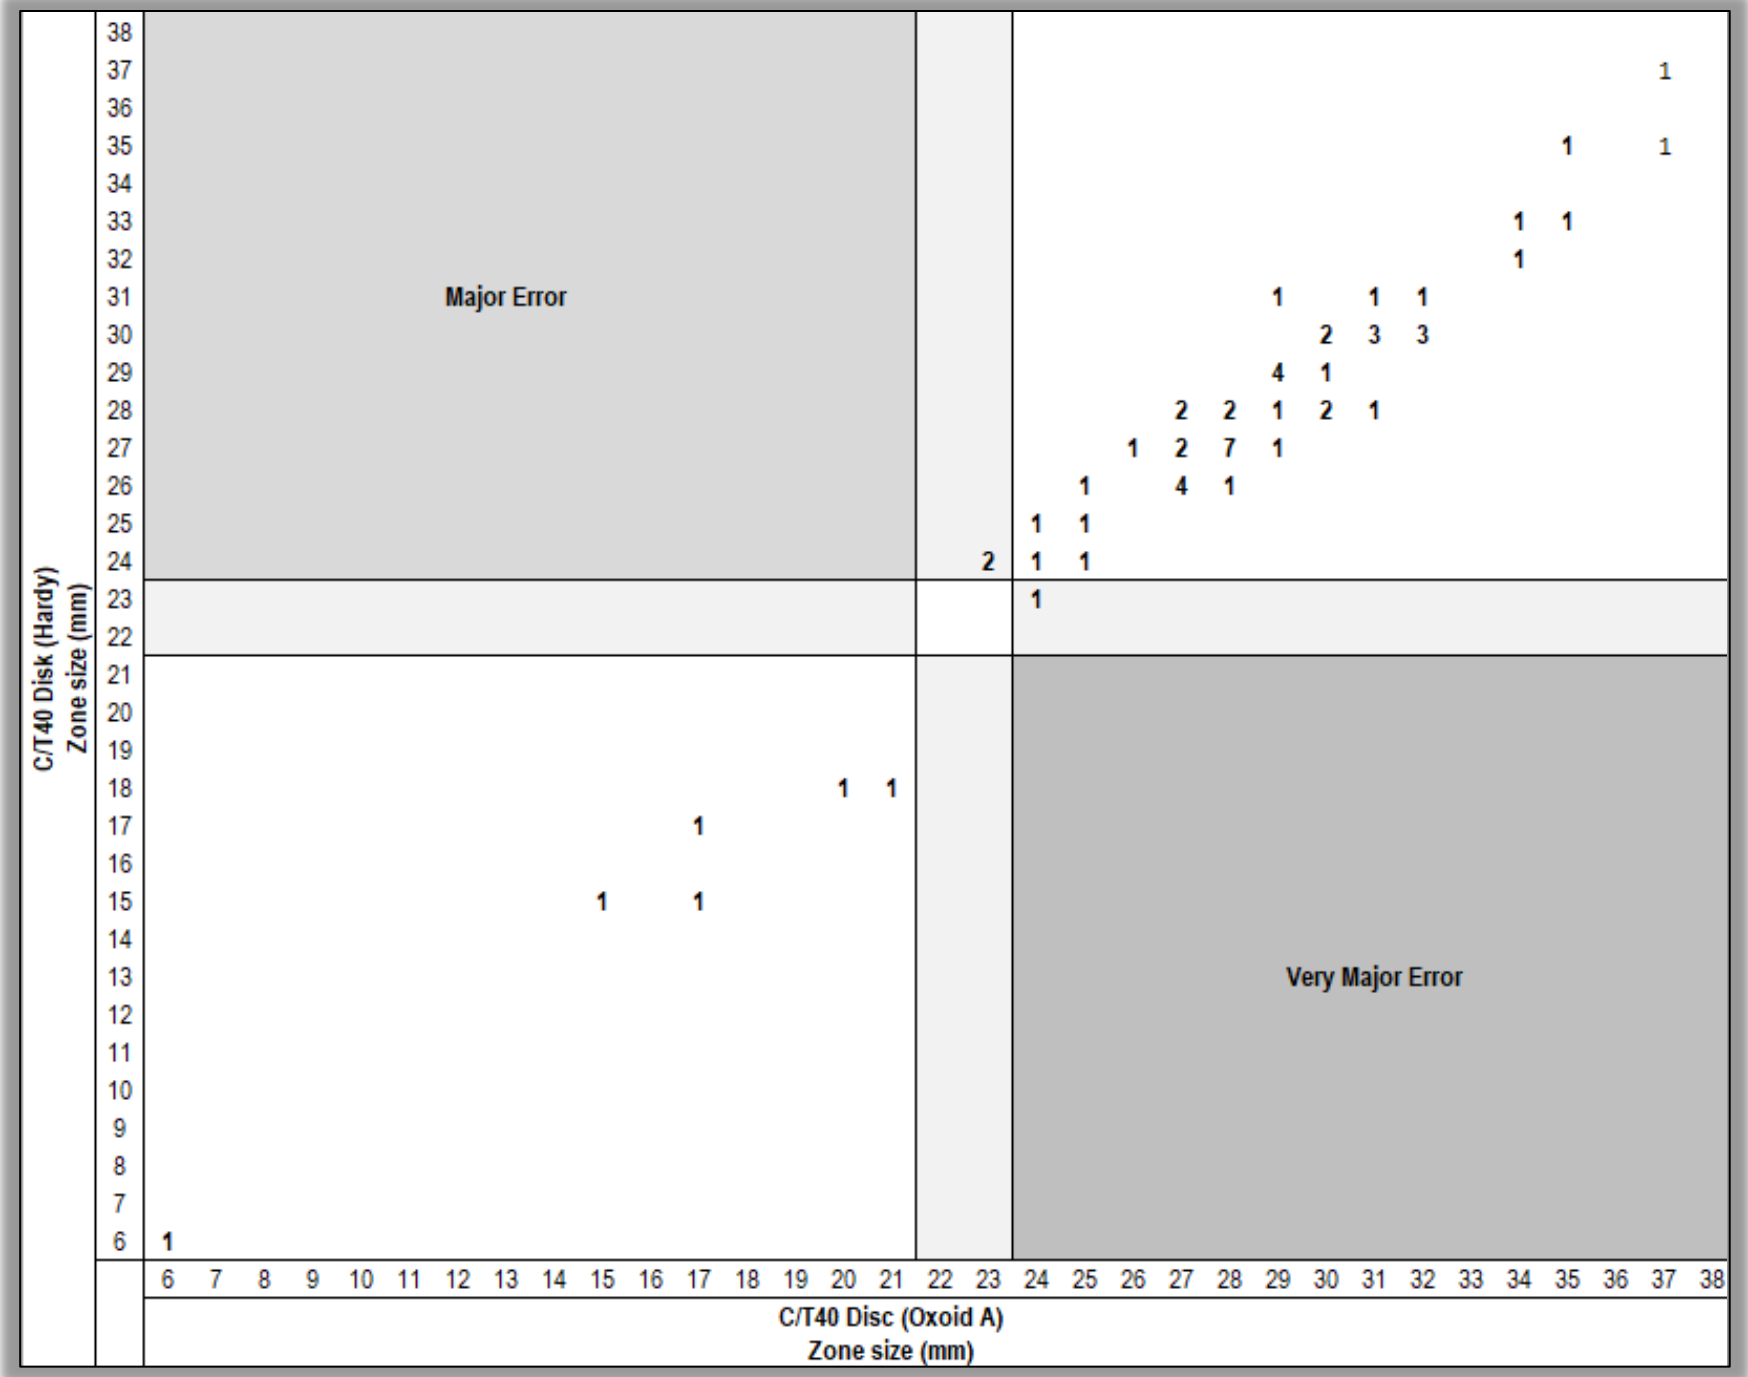 38
37 1
36
35 1 1
34
33 1 1
32 1
31 Major Error 1 1 1
30 2 3 3
29 4 1
28 2 2 1 2 1
27 1 2 7 1
26 1 4 1
25 1 1
24 2 1 1
23 1
22
21
20
19
18 1 1
17 1
16
15 1 1
14
13 Very Major Error
12
11
10
9
8
7
6 1
C/T40 Disk (Hardy)
Zone size (mm)
6 7 8 9 10 11 12 13 14 15 16 17 18 19 20 21 22 23 24 25 26 27 28 29 30 31 32 33 34 35 36 37 38
C/T40 Disc (Oxoid A)
Zone size (mm)